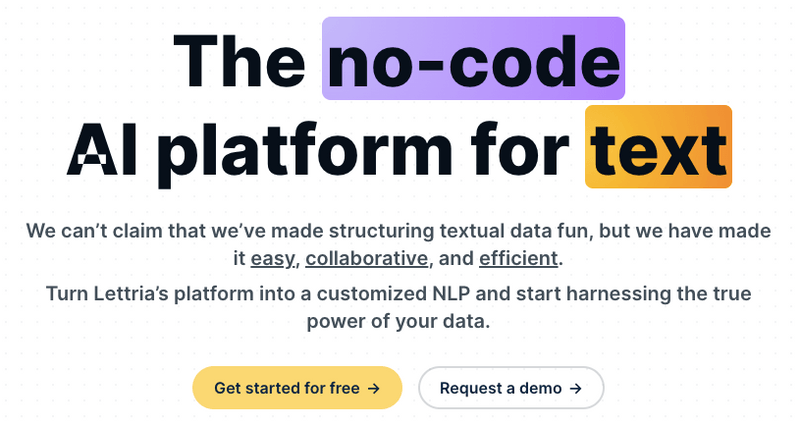 The no-code
AI platform for text
We can’t claim that we’ve made structuring textual data fun, but we have made
it easy, collaborative, and efficient.
Turn Lettria’s platform into a customized NLP and start harnessing the true
power of your data.
Get started for free → Request a demo →